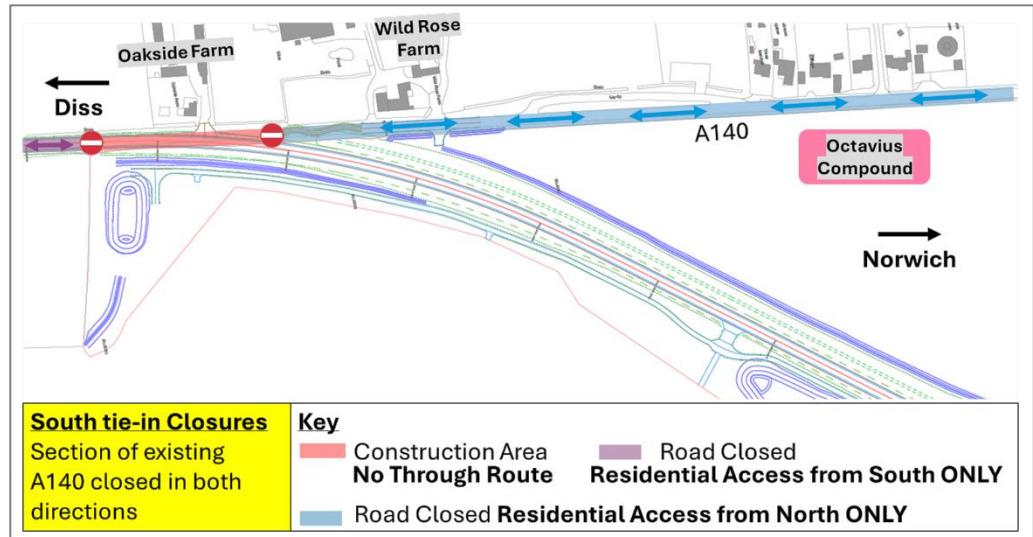 Oakside Farm
Wild Rose
Farm
Diss
A140
Octavius
Compound
Norwich
South tie-in Closures
Section of existing
A140 closed in both
directions
Key
Construction Area
No Through Route
Road Closed
Residential Access from South ONLY
Road Closed Residential Access from North ONLY